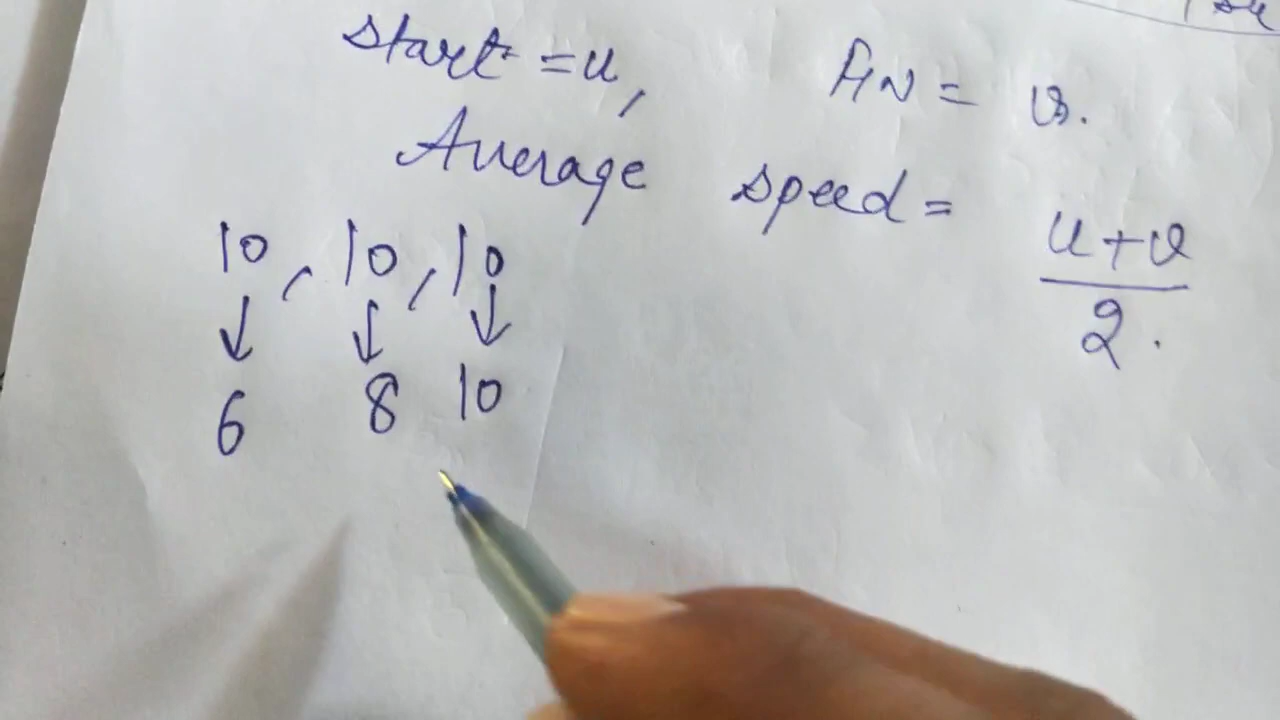 start = u, FIN = v.
Average speed = u+v
2.
10, 10, 10
↓ ↓ ↓
6 8 10